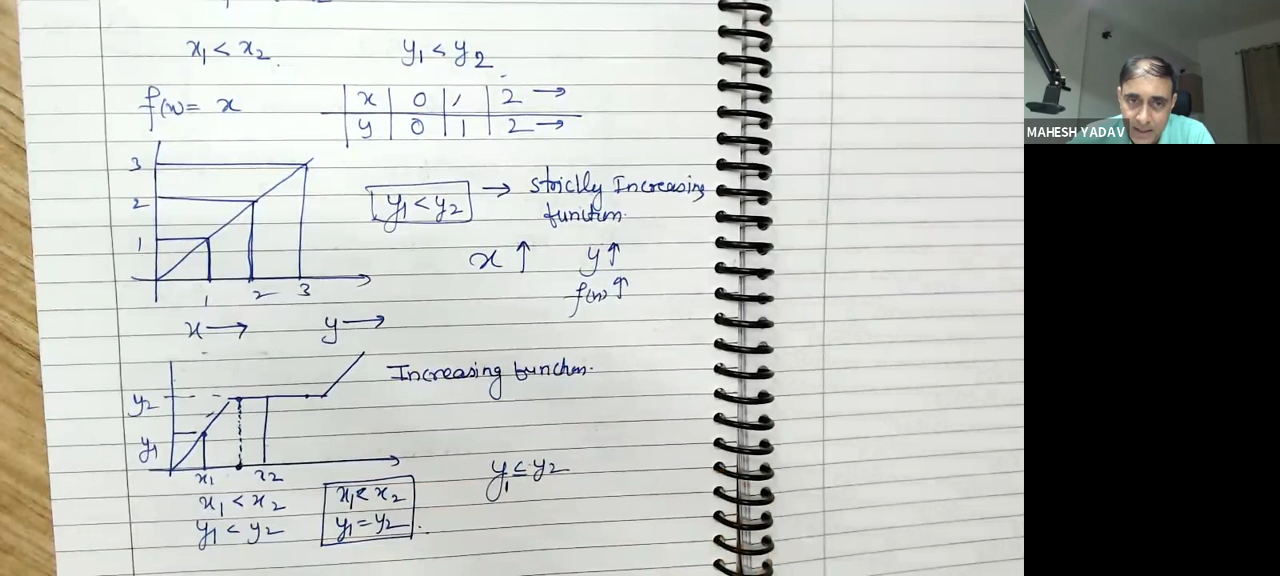 x₁ < x₂ y₁ < y₂
f(x) = x
x 0 1 2 →
y 0 1 2 →
3
2
1
1 2 3
x → y →
y₁ < y₂ → Strictly Increasing
function.
x ↑ y ↑
f(x) ↑
Increasing function.
y₂
y₁
x₁ x₂
x₁ < x₂
y₁ < y₂
x₁ < x₂
y₁ = y₂
y₁ ≤ y₂
MAHESH YADAV